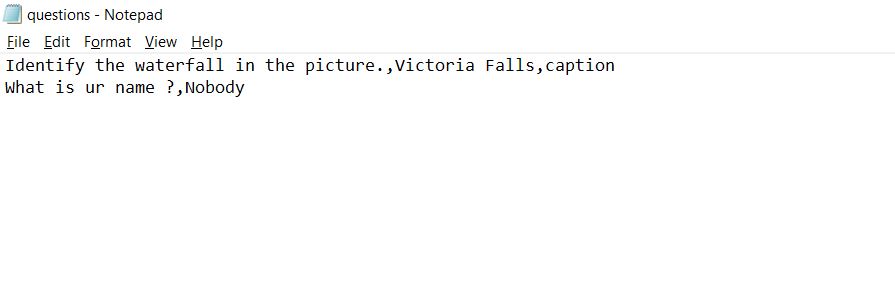 questions - Notepad
File Edit Format View Help
Identify the waterfall in the picture.,Victoria Falls,caption
What is ur name ?,Nobody